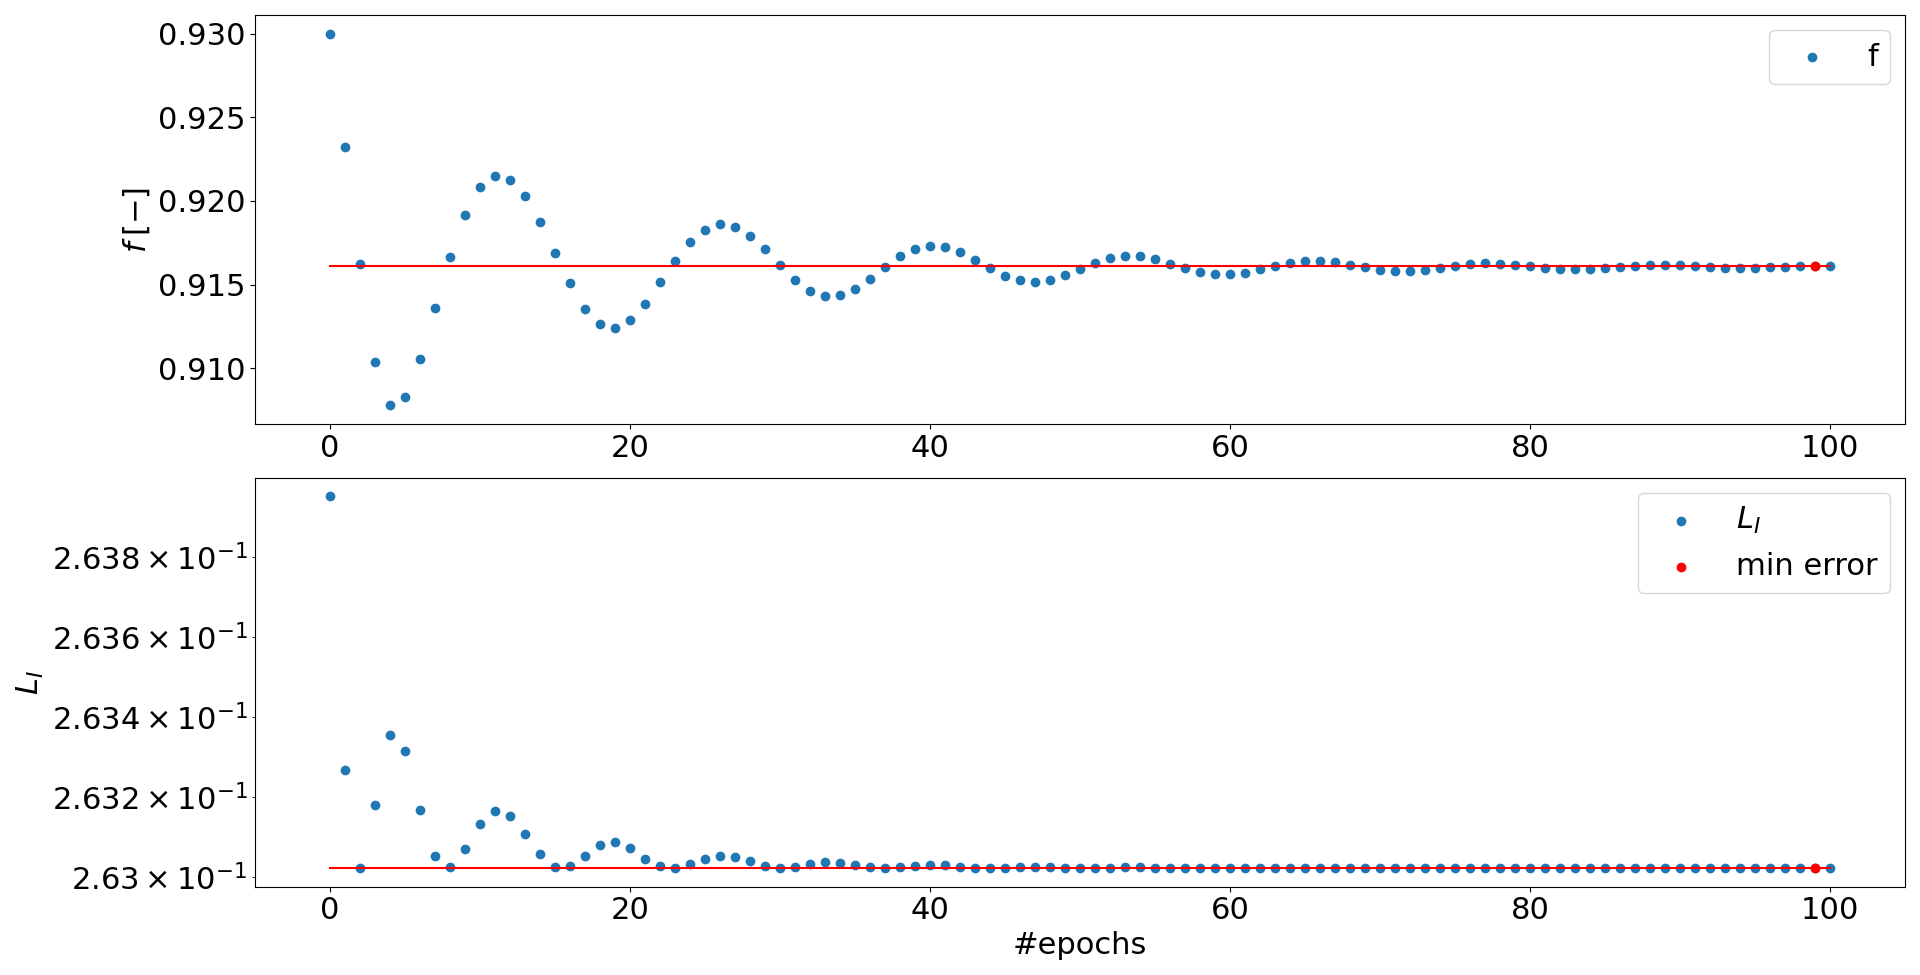 0.930
0.925
0.920
0.915
0.910
f [−]
f
0 20 40 60 80 100
2.638 × 10⁻¹
2.636 × 10⁻¹
2.634 × 10⁻¹
2.632 × 10⁻¹
2.63 × 10⁻¹
L_l
L_l
min error
0 20 40 60 80 100
#epochs